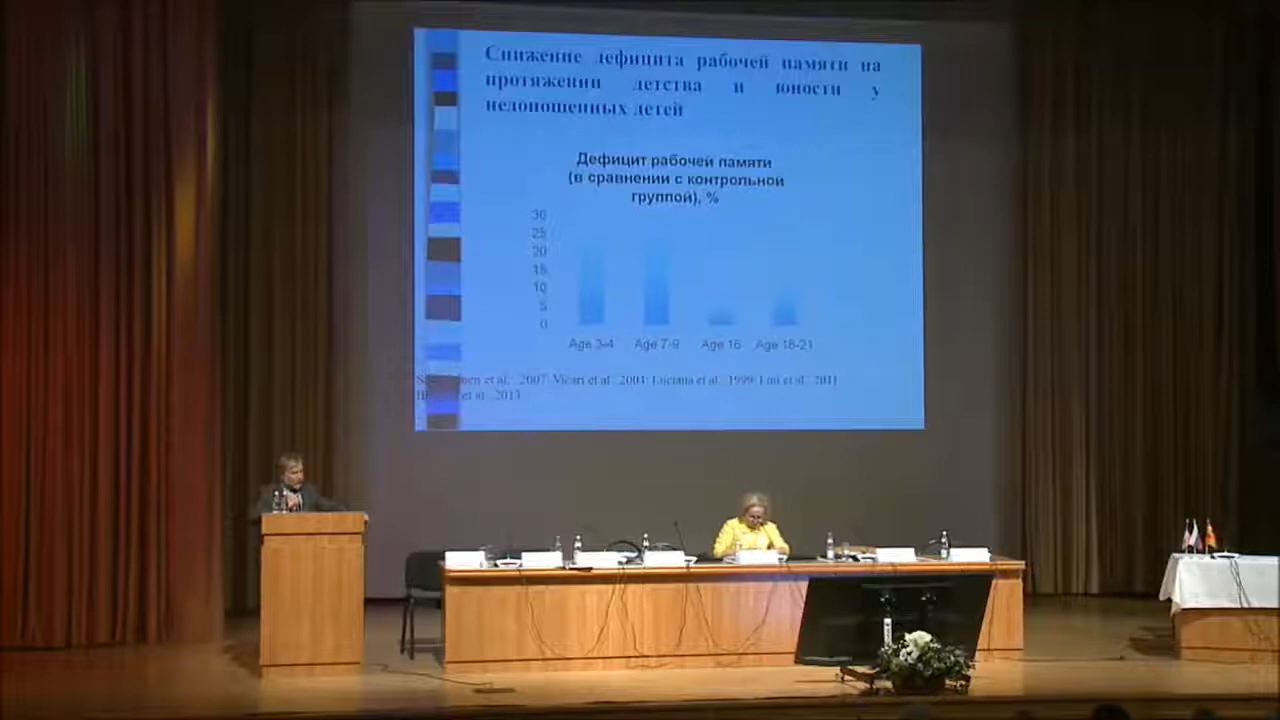 Снижение дефицита рабочей памяти на
протяжении детства и юности у
недоношенных детей
Дефицит рабочей памяти
(в сравнении с контрольной
группой), %
30
25
20
15
10
5
0
Age 3-4 Age 7-9 Age 16 Age 18-21
et al., 2007; Vicari et al., 2004; Luciana et al., 1999; et al., 2011
et al., 2013